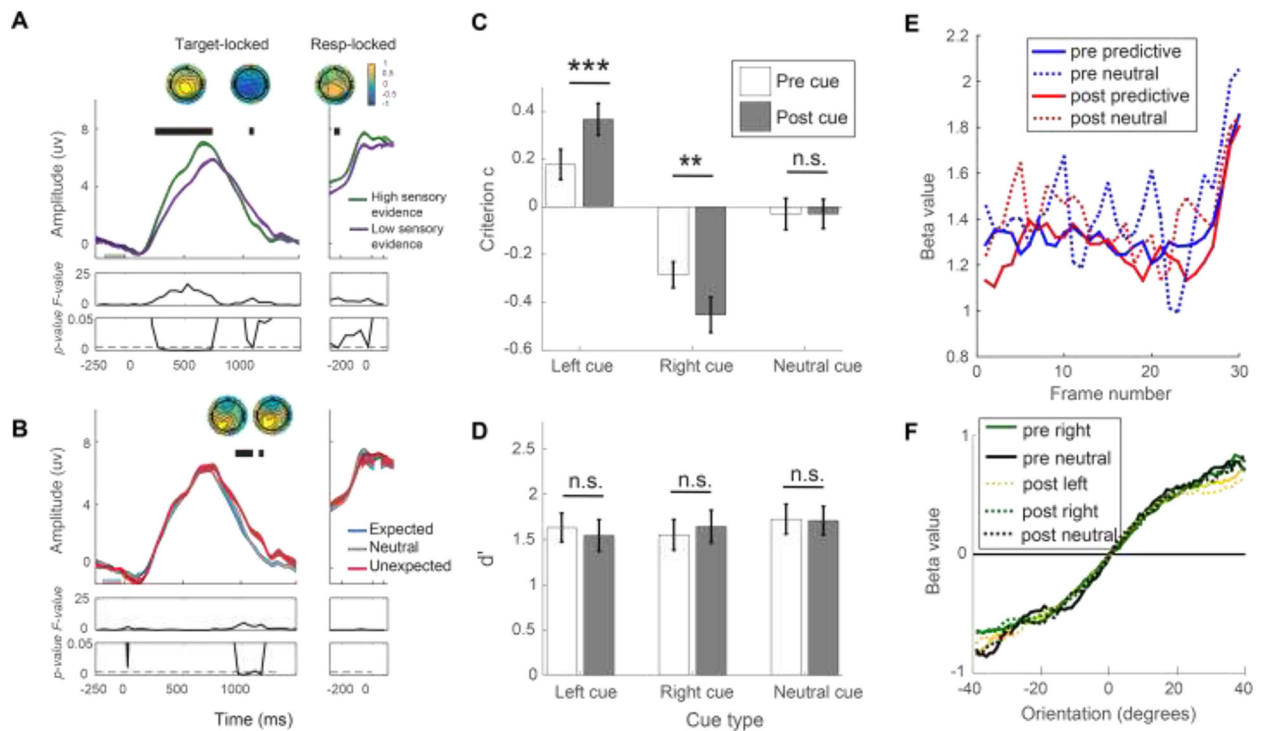 A
Target-locked
Resp-locked
1
0.5
0
-0.5
-1
8
4
0
Amplitude (uv)
High sensory
evidence
Low sensory
evidence
25
0
F-value
0.05
0
p-value
-250 0 500 1000 -200 0
B
8
4
0
Amplitude (uv)
Expected
Neutral
Unexpected
25
0
F-value
0.05
0
p-value
-250 0 500 1000 -200 0
Time (ms)
C
***
**
n.s.
Pre cue
Post cue
0.4
0.2
0
-0.2
-0.4
-0.6
Criterion c
Left cue Right cue Neutral cue
D
2.5
2
1.5
1
0.5
0
d'
n.s. n.s. n.s.
Left cue Right cue Neutral cue
Cue type
E
2.2
2
1.8
1.6
1.4
1.2
1
0.8
Beta value
pre predictive
pre neutral
post predictive
post neutral
0 10 20 30
Frame number
F
1
0
-1
Beta value
pre right
pre neutral
post left
post right
post neutral
-40 -20 0 20 40
Orientation (degrees)